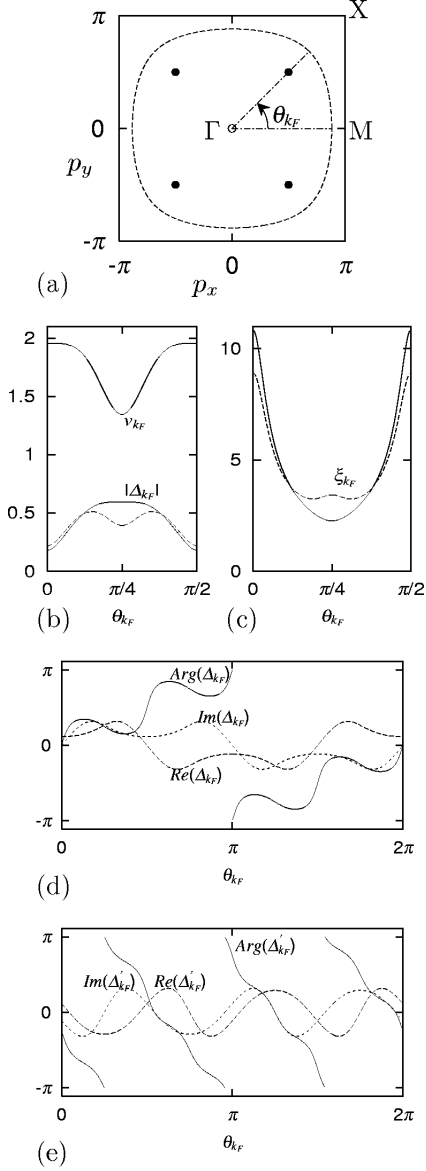 π X
θkF
0 Γ M
py
-π
-π 0 π
(a) px
2
1.5
1
0.5
0
vkF
|ΔkF|
0 π/4 π/2
(b) θkF
10
5
0
ξkF
0 π/4 π/2
(c) θkF
π
0
-π
Arg(ΔkF)
Im(ΔkF)
Re(ΔkF)
0 π 2π
(d) θkF
π
0
-π
Arg(Δ'kF)
Im(Δ'kF) Re(Δ'kF)
0 π 2π
(e) θkF